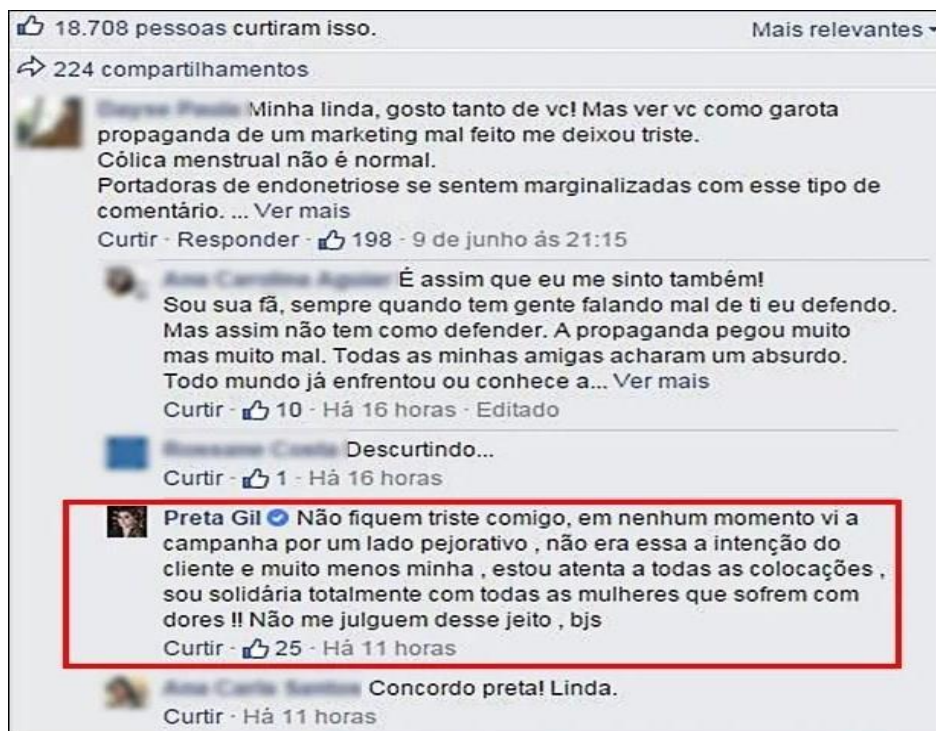 18.708 pessoas curtiram isso. Mais relevantes
224 compartilhamentos
Minha linda, gosto tanto de vc! Mas ver vc como garota
propaganda de um marketing mal feito me deixou triste.
Cólica menstrual não é normal.
Portadoras de endonetriose se sentem marginalizadas com esse tipo de
comentário. ... Ver mais
Curtir · Responder · 198 · 9 de junho ás 21:15
É assim que eu me sinto também!
Sou sua fã, sempre quando tem gente falando mal de ti eu defendo.
Mas assim não tem como defender. A propaganda pegou muito
mas muito mal. Todas as minhas amigas acharam um absurdo.
Todo mundo já enfrentou ou conhece a... Ver mais
Curtir · 10 · Há 16 horas · Editado
Descurtindo...
Curtir · 1 · Há 16 horas
Preta Gil Não fiquem triste comigo, em nenhum momento vi a
campanha por um lado pejorativo , não era essa a intenção do
cliente e muito menos minha , estou atenta a todas as colocações ,
sou solidária totalmente com todas as mulheres que sofrem com
dores !! Não me julguem desse jeito , bjs
Curtir · 25 · Há 11 horas
Concordo preta! Linda.
Curtir · Há 11 horas